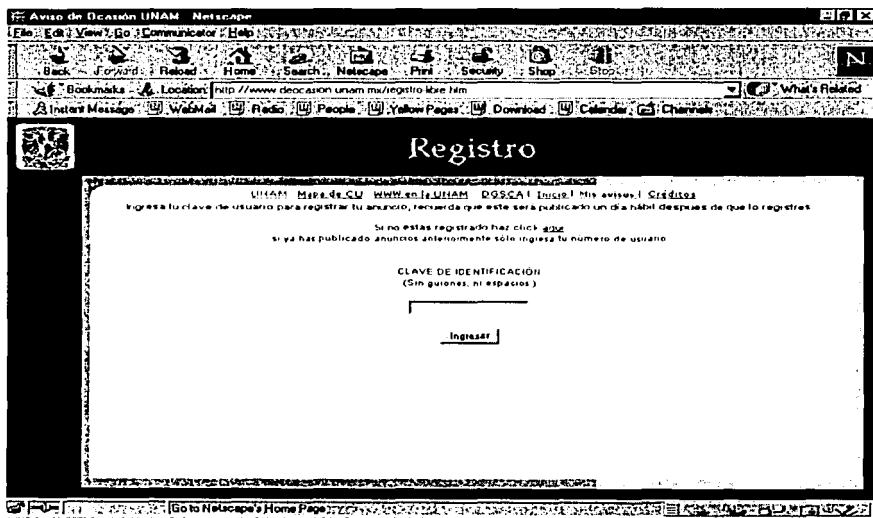 Aviso de Ocasión UNAM - Netscape
File Edit View Go Communicator Help
Back Forward Reload Home Search Netscape Print Security Shop Stop
Bookmarks Location: http://www.deocasion.unam.mx/registro-libre.htm What's Related
Instant Message WebMail Radio People Yellow Pages Download Calendar Channels
Registro
UNAM Mapa de CU WWW en la UNAM DGSCA | Inicio | Mis avisos | Créditos
Ingresa tu clave de usuario para registrar tu anuncio, recuerda que este sera publicado un día hábil despues de que lo registres
Si no estas registrado haz click aqui
si ya has publicado anuncios anteriormente sólo ingresa tu número de usuario
CLAVE DE IDENTIFICACIÓN
(Sin guiones, ni espacios)
Ingresar
Go to Netscape's Home Page